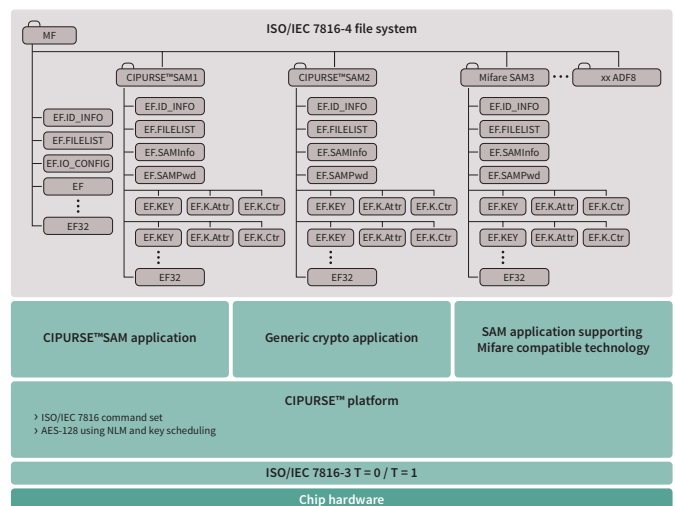 ISO/IEC 7816-4 file system
MF
CIPURSE™SAM1
CIPURSE™SAM2
Mifare SAM3
xx ADF8
EF.ID_INFO
EF.FILELIST
EF.IO_CONFIG
EF
EF32
EF.ID_INFO
EF.FILELIST
EF.SAMInfo
EF.SAMPwd
EF.KEY EF.K.Attr EF.K.Ctr
EF.KEY EF.K.Attr EF.K.Ctr
EF32
EF.ID_INFO
EF.FILELIST
EF.SAMInfo
EF.SAMPwd
EF.KEY EF.K.Attr EF.K.Ctr
EF.KEY EF.K.Attr EF.K.Ctr
EF32
EF.ID_INFO
EF.FILELIST
EF.SAMInfo
EF.SAMPwd
EF.KEY EF.K.Attr EF.K.Ctr
EF.KEY EF.K.Attr EF.K.Ctr
EF32
CIPURSE™SAM application
Generic crypto application
SAM application supporting
Mifare compatible technology
CIPURSE™ platform
› ISO/IEC 7816 command set
› AES-128 using NLM and key scheduling
ISO/IEC 7816-3 T = 0 / T = 1
Chip hardware